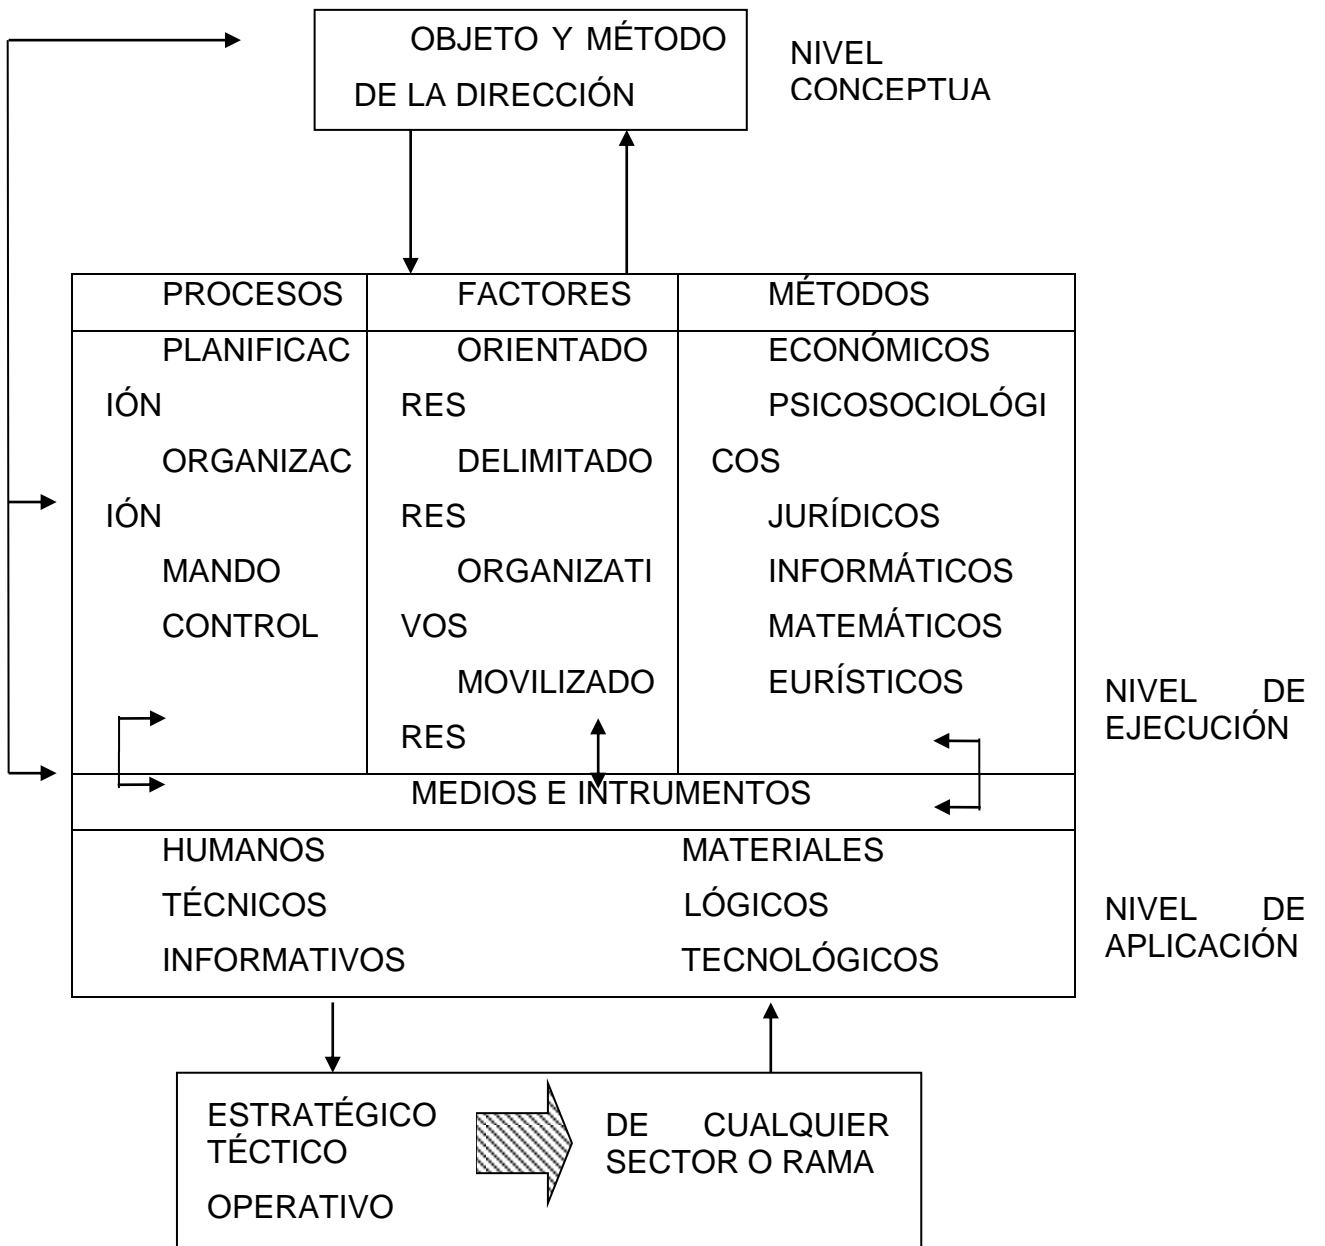 OBJETO Y MÉTODO
DE LA DIRECCIÓN
NIVEL
CONCEPTUA
PROCESOS
FACTORES
MÉTODOS
PLANIFICAC
IÓN
ORGANIZAC
IÓN
MANDO
CONTROL
ORIENTADO
RES
DELIMITADO
RES
ORGANIZATI
VOS
MOVILIZADO
RES
ECONÓMICOS
PSICOSOCIOLÓGI
COS
JURÍDICOS
INFORMÁTICOS
MATEMÁTICOS
EURÍSTICOS
NIVEL DE
EJECUCIÓN
MEDIOS E INTRUMENTOS
HUMANOS
TÉCNICOS
INFORMATIVOS
MATERIALES
LÓGICOS
TECNOLÓGICOS
NIVEL DE
APLICACIÓN
ESTRATÉGICO
TÉCTICO
OPERATIVO
DE CUALQUIER
SECTOR O RAMA